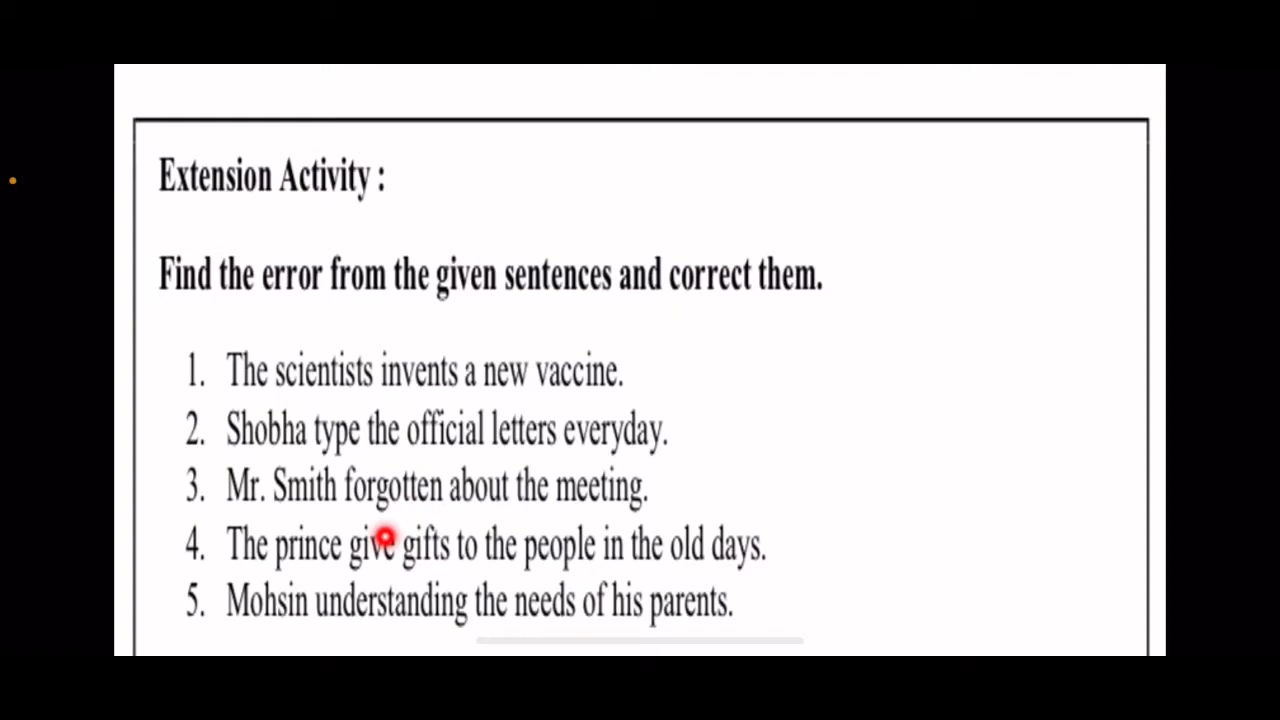 Extension Activity :
Find the error from the given sentences and correct them.
1. The scientists invents a new vaccine.
2. Shobha type the official letters everyday.
3. Mr. Smith forgotten about the meeting.
4. The prince give gifts to the people in the old days.
5. Mohsin understanding the needs of his parents.